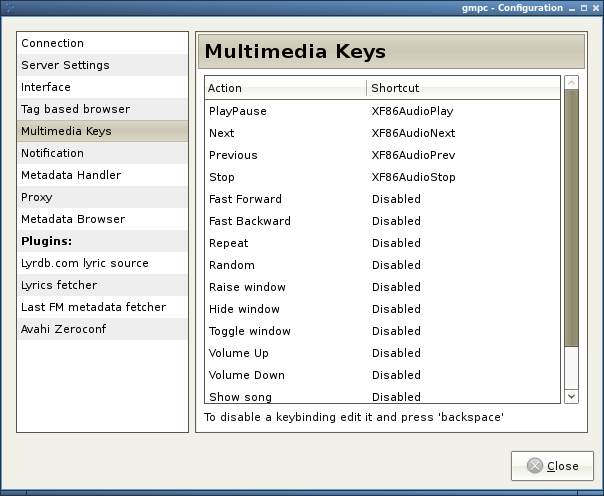 gmpc - Configuration
Connection
Server Settings
Interface
Tag based browser
Multimedia Keys
Notification
Metadata Handler
Proxy
Metadata Browser
Plugins:
Lyrdb.com lyric source
Lyrics fetcher
Last FM metadata fetcher
Avahi Zeroconf
Multimedia Keys
Action Shortcut
PlayPause XF86AudioPlay
Next XF86AudioNext
Previous XF86AudioPrev
Stop XF86AudioStop
Fast Forward Disabled
Fast Backward Disabled
Repeat Disabled
Random Disabled
Raise window Disabled
Hide window Disabled
Toggle window Disabled
Volume Up Disabled
Volume Down Disabled
Show song Disabled
To disable a keybinding edit it and press 'backspace'
Close